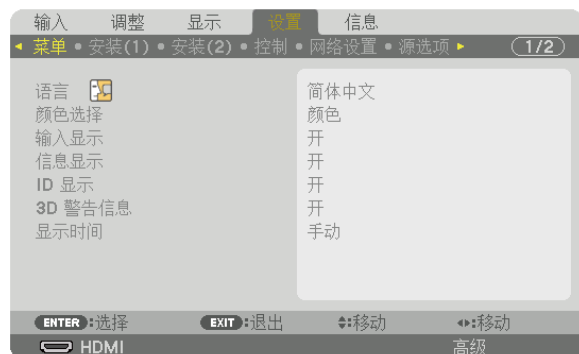 输入 调整 显示 设置 信息
菜单 • 安装(1) • 安装(2) • 控制 • 网络设置 • 源选项 1/2
语言 简体中文
颜色选择 颜色
输入显示 开
信息显示 开
ID 显示 开
3D 警告信息 开
显示时间 手动
ENTER:选择 EXIT:退出 :移动 :移动
HDMI 高级